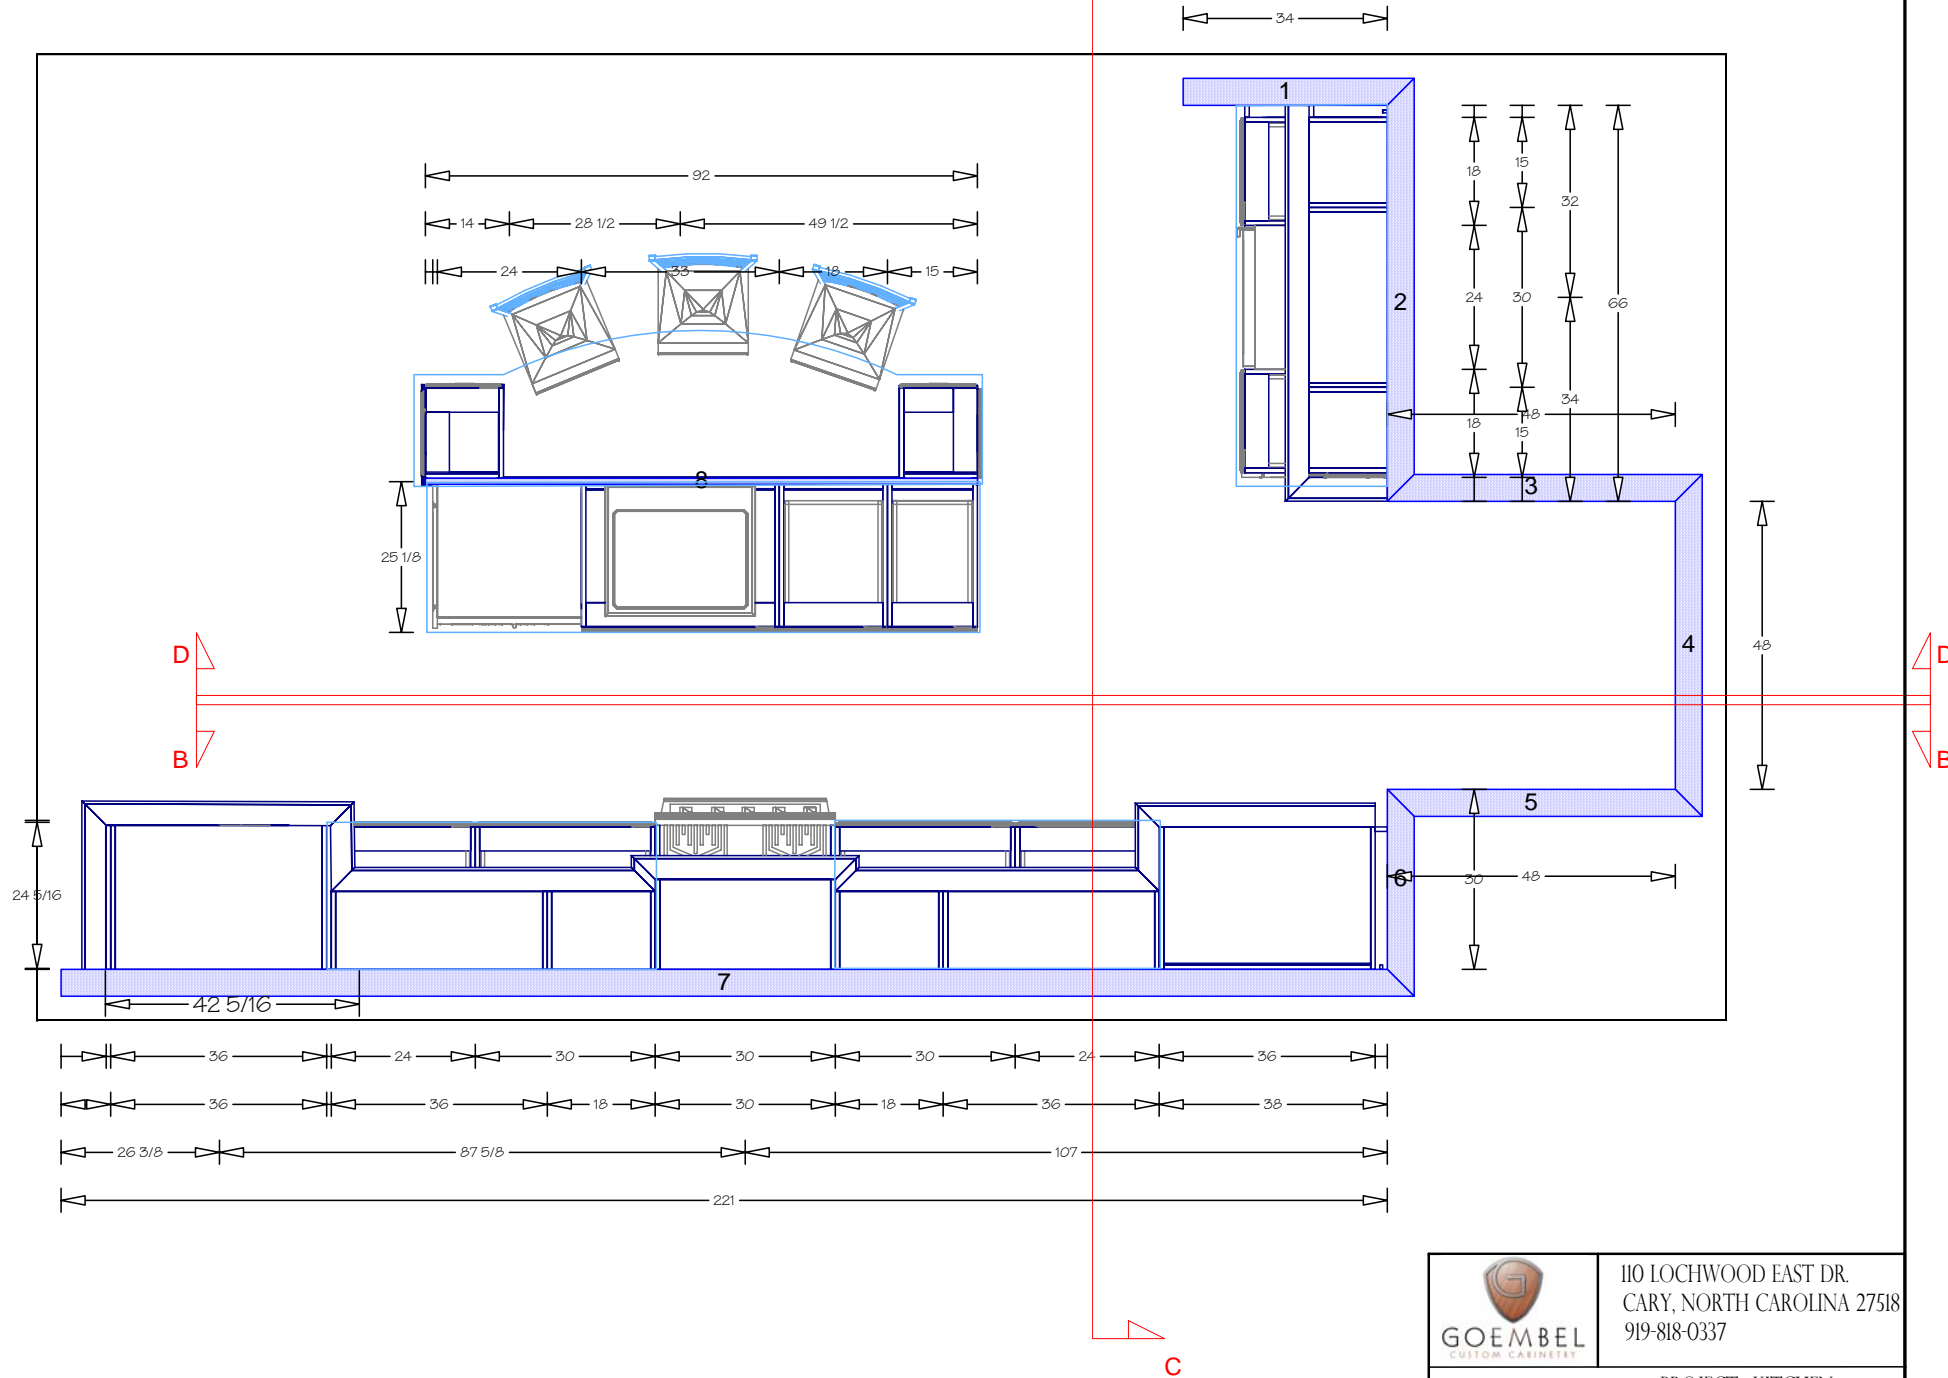 34
1
92
14 28 1/2 49 1/2
24 33 18 15
18 15
32
24 30 66
2
34
48
18 15
8
3
25 1/8
D
4
48
D
B
B
5
24 5/16
6
30
48
7
42 5/16
36 24 30 30 30 24 36
36 36 18 30 18 36 38
26 3/8 87 5/8 107
221
C
110 LOCHWOOD EAST DR.
CARY, NORTH CAROLINA 27518
919-818-0337
G
GOEMBEL
CUSTOM CABINETRY
PROJECT: KITCHEN